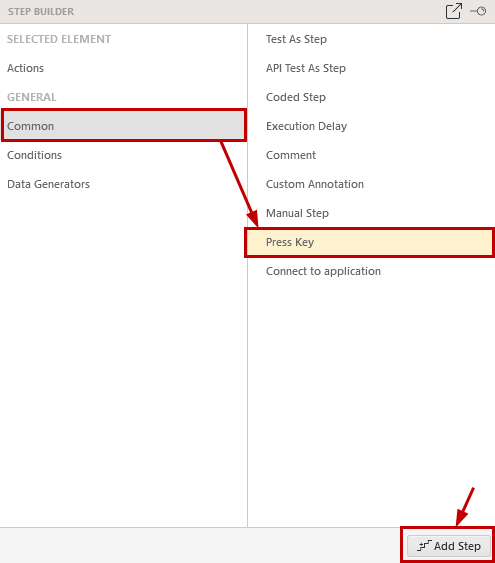 STEP BUILDER
SELECTED ELEMENT
Actions
GENERAL
Common
Conditions
Data Generators
Test As Step
API Test As Step
Coded Step
Execution Delay
Comment
Custom Annotation
Manual Step
Press Key
Connect to application
Add Step